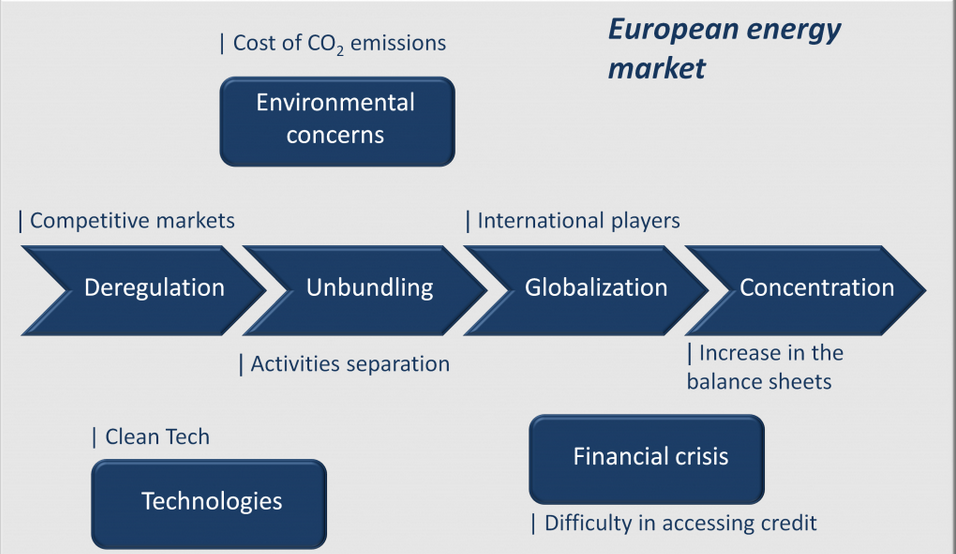 European energy
market
| Cost of CO₂ emissions
Environmental
concerns
| Competitive markets
| International players
Deregulation
Unbundling
Globalization
Concentration
| Activities separation
| Increase in the
balance sheets
| Clean Tech
Technologies
Financial crisis
| Difficulty in accessing credit